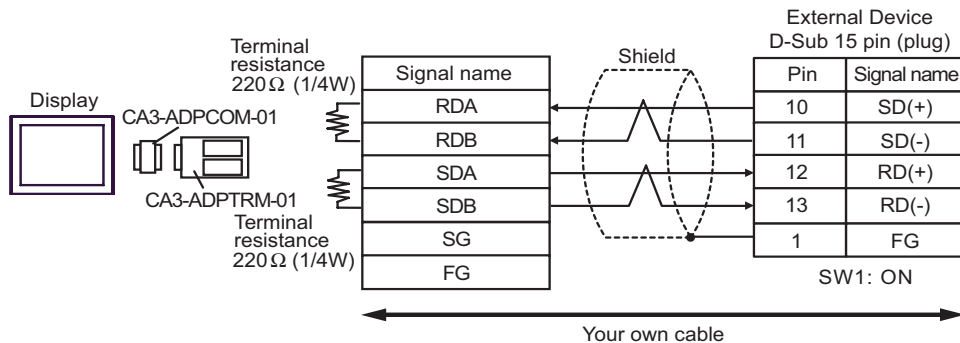 External Device
D-Sub 15 pin (plug)
Terminal
resistance
220Ω (1/4W)
Shield
Display
CA3-ADPCOM-01
CA3-ADPTRM-01
Signal name
RDA
RDB
SDA
SDB
SG
FG
Pin Signal name
10 SD(+)
11 SD(-)
12 RD(+)
13 RD(-)
1 FG
Terminal
resistance
220Ω (1/4W)
SW1: ON
Your own cable